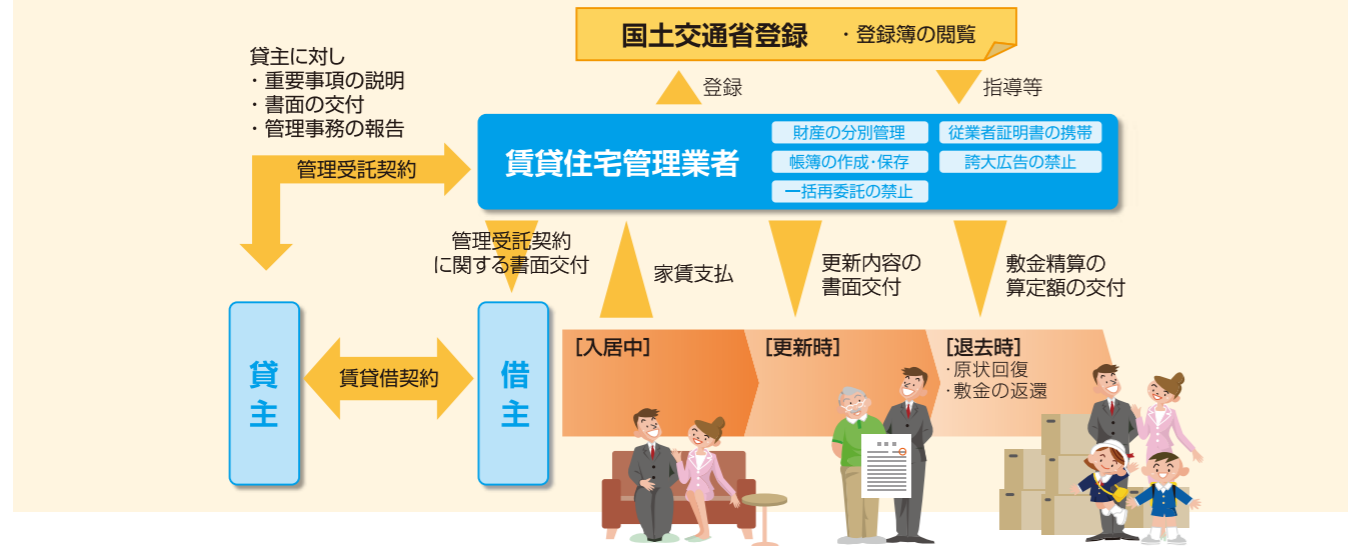 国土交通省登録 ・登録簿の閲覧
貸主に対し
・重要事項の説明
・書面の交付
・管理事務の報告
登録
指導等
管理受託契約
賃貸住宅管理業者
財産の分別管理
従業者証明書の携帯
帳簿の作成・保存
誇大広告の禁止
一括再委託の禁止
管理受託契約
に関する書面交付
家賃支払
更新内容の
書面交付
敷金精算の
算定額の交付
貸主
賃貸借契約
借主
[入居中]
[更新時]
[退去時]
・原状回復
・敷金の返還